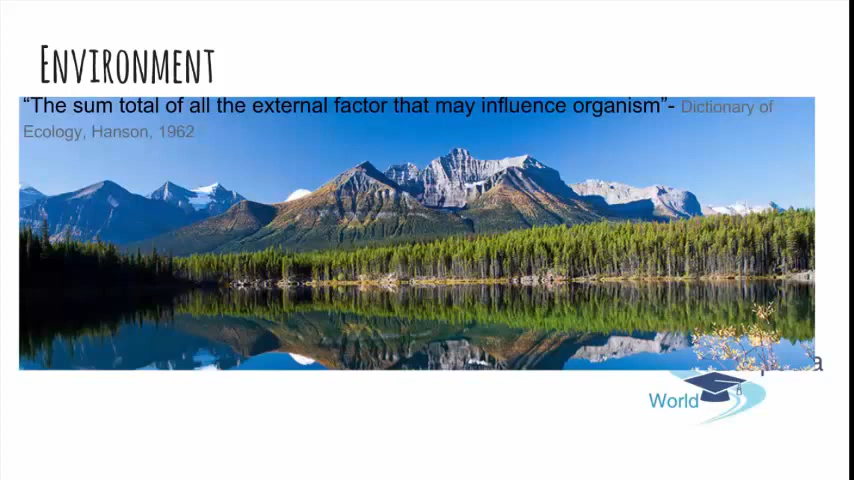 ENVIRONMENT
“The sum total of all the external factor that may influence organism”- Dictionary of
Ecology, Hanson, 1962
World